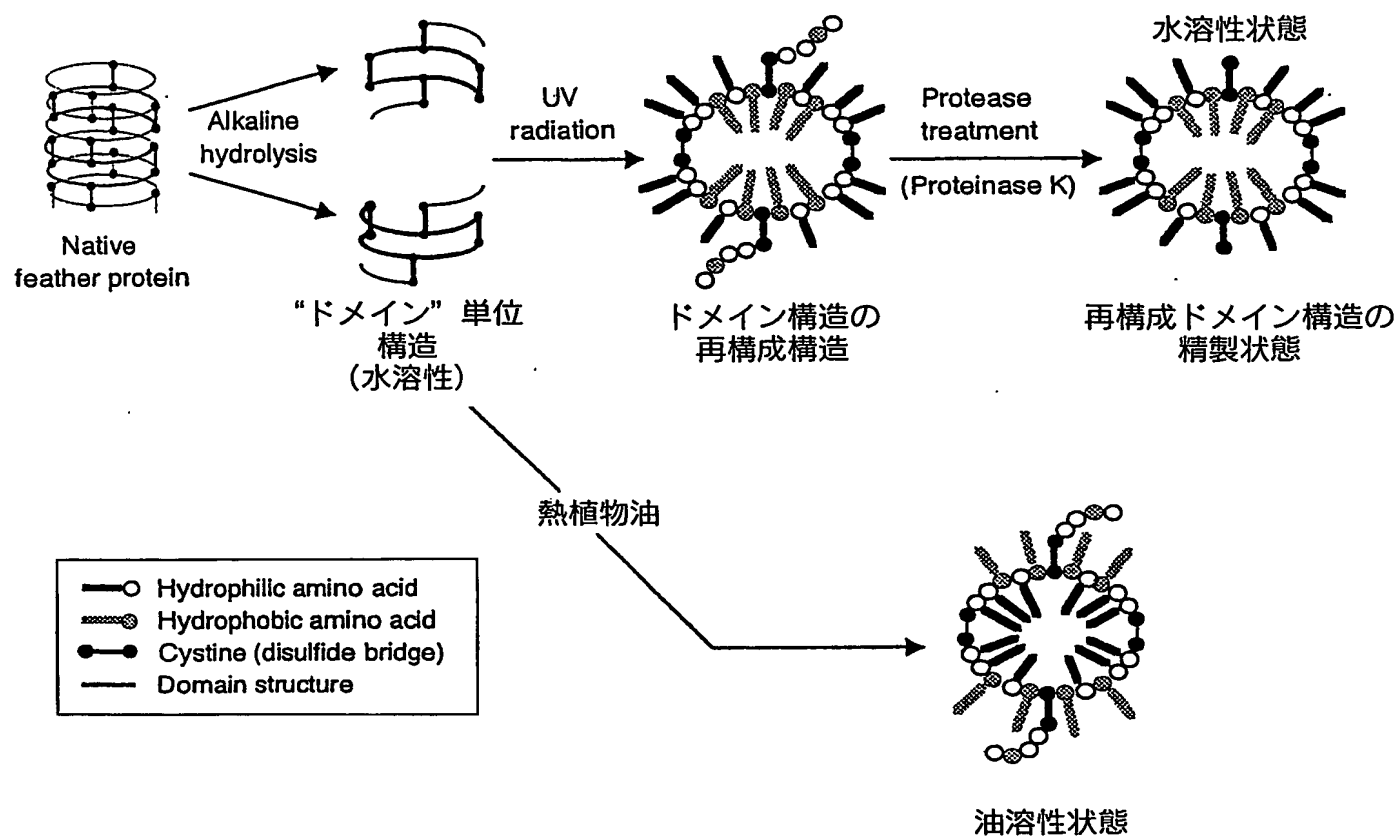 水溶性状態
Alkaline
hydrolysis
UV
radiation
Protease
treatment
(Proteinase K)
Native
feather protein
“ドメイン” 単位
構造
（水溶性）
ドメイン構造の
再構成構造
再構成ドメイン構造の
精製状態
熱植物油
Hydrophilic amino acid
Hydrophobic amino acid
Cystine (disulfide bridge)
Domain structure
油溶性状態